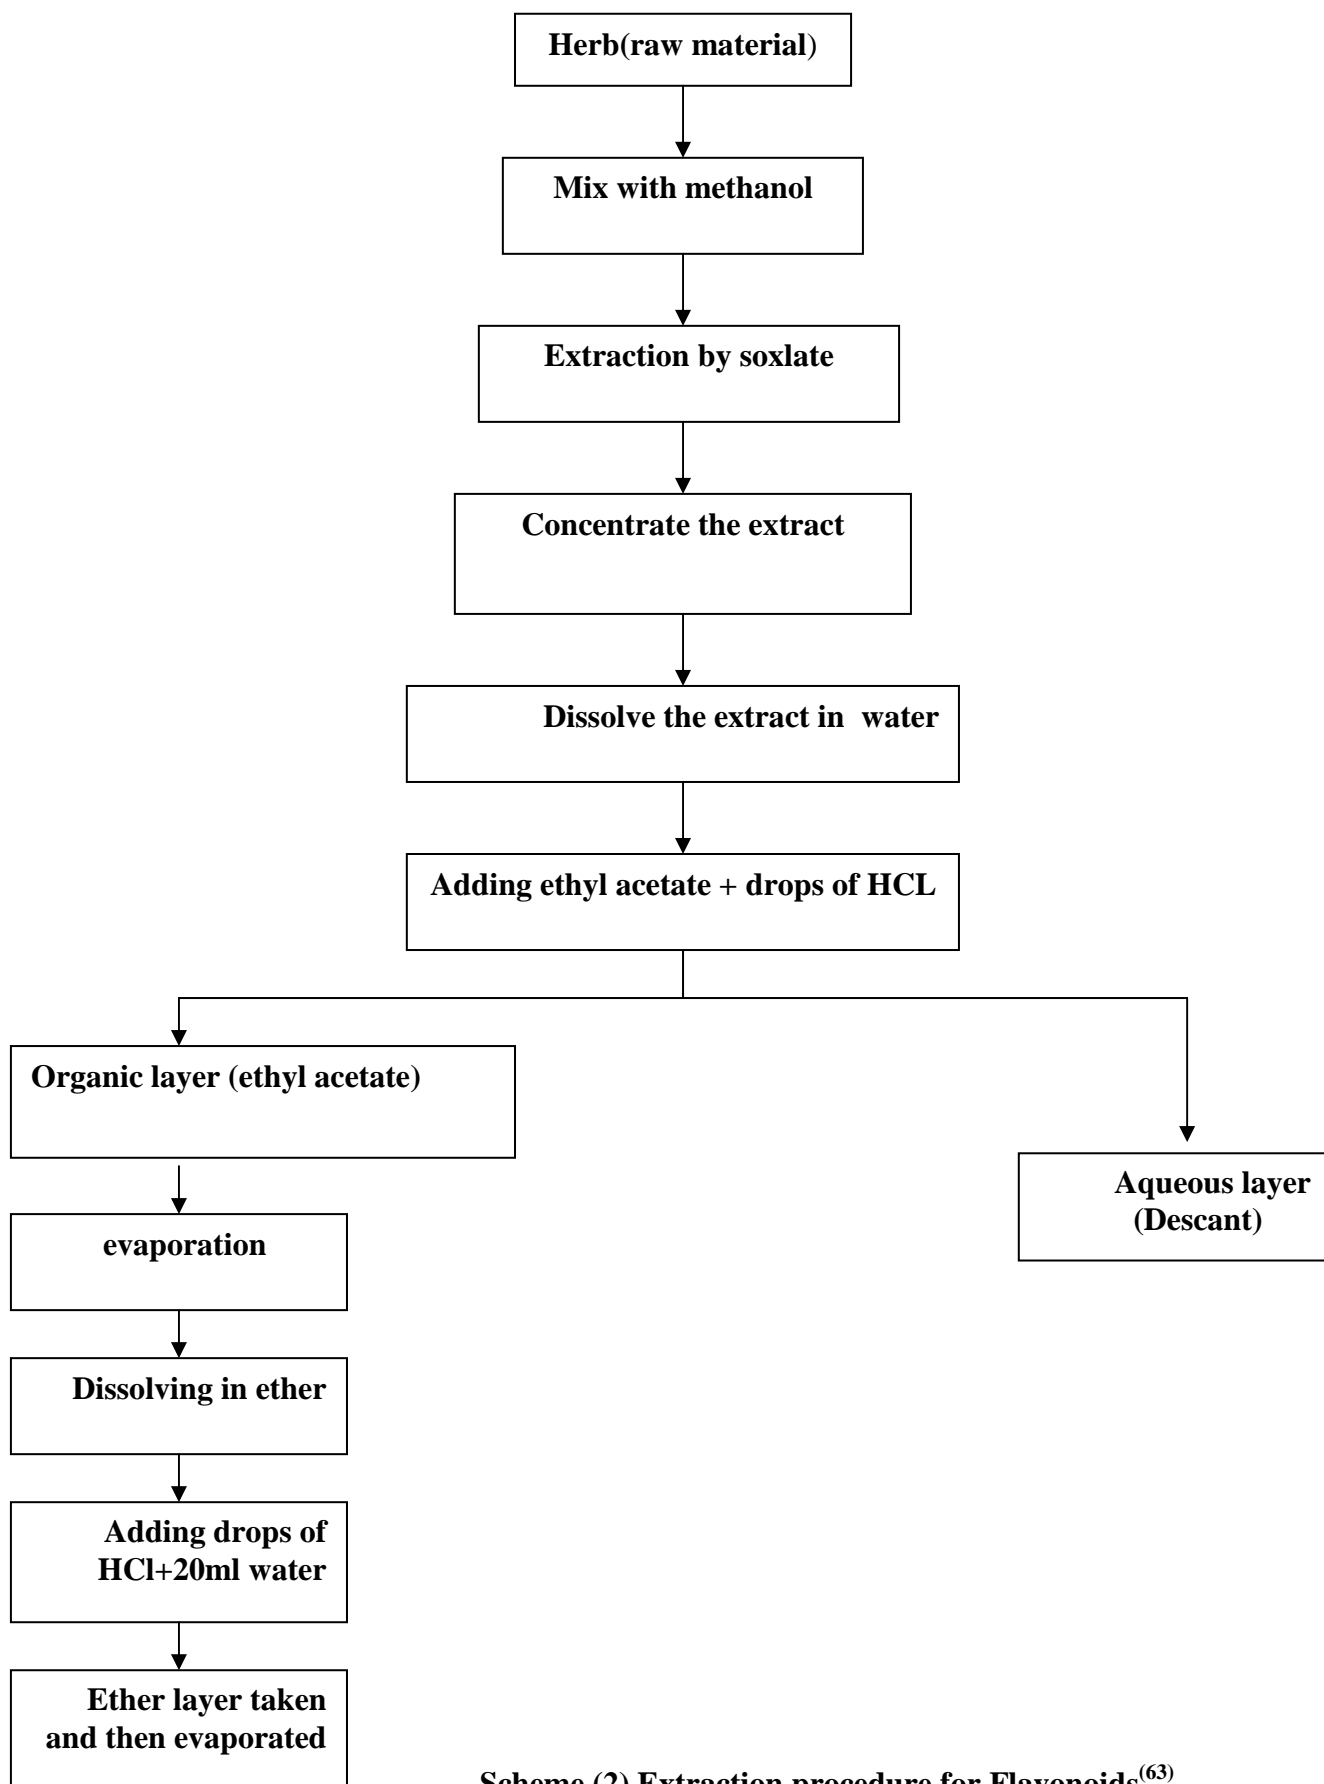 Herb(raw material)
Mix with methanol
Extraction by soxlate
Concentrate the extract
Dissolve the extract in water
Adding ethyl acetate + drops of HCL
Organic layer (ethyl acetate)
Aqueous layer
(Descant)
evaporation
Dissolving in ether
Adding drops of
HCl+20ml water
Ether layer taken
and then evaporated
Scheme (2) Extraction procedure for Flavonoids(63)